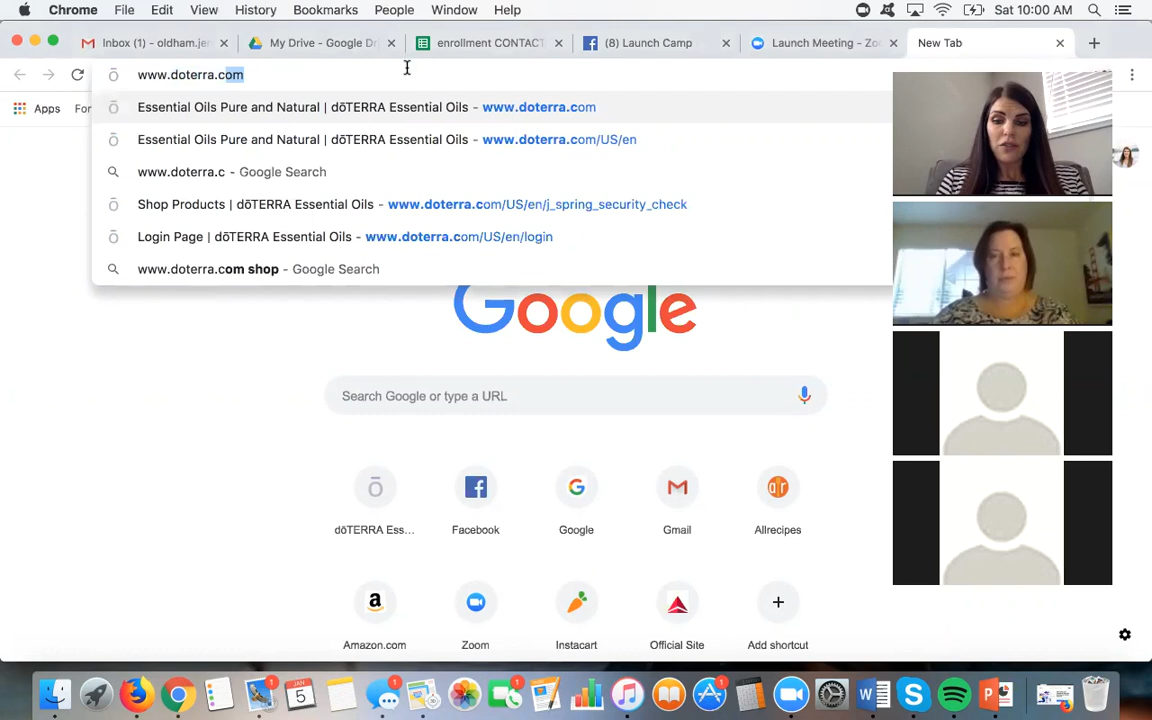 Chrome File Edit View History Bookmarks People Window Help Sat 10:00 AM
Inbox (1) - oldham.jen My Drive - Google Dr enrollment CONTACT (8) Launch Camp Launch Meeting - Zo New Tab
www.doterra.com
Apps For
Essential Oils Pure and Natural | dōTERRA Essential Oils - www.doterra.com
Essential Oils Pure and Natural | dōTERRA Essential Oils - www.doterra.com/US/en
www.doterra.c - Google Search
Shop Products | dōTERRA Essential Oils - www.doterra.com/US/en/j_spring_security_check
Login Page | dōTERRA Essential Oils - www.doterra.com/US/en/login
www.doterra.com shop - Google Search
Google
Search Google or type a URL
dōTERRA Ess... Facebook Google Gmail Allrecipes
Amazon.com Zoom Instacart Official Site Add shortcut